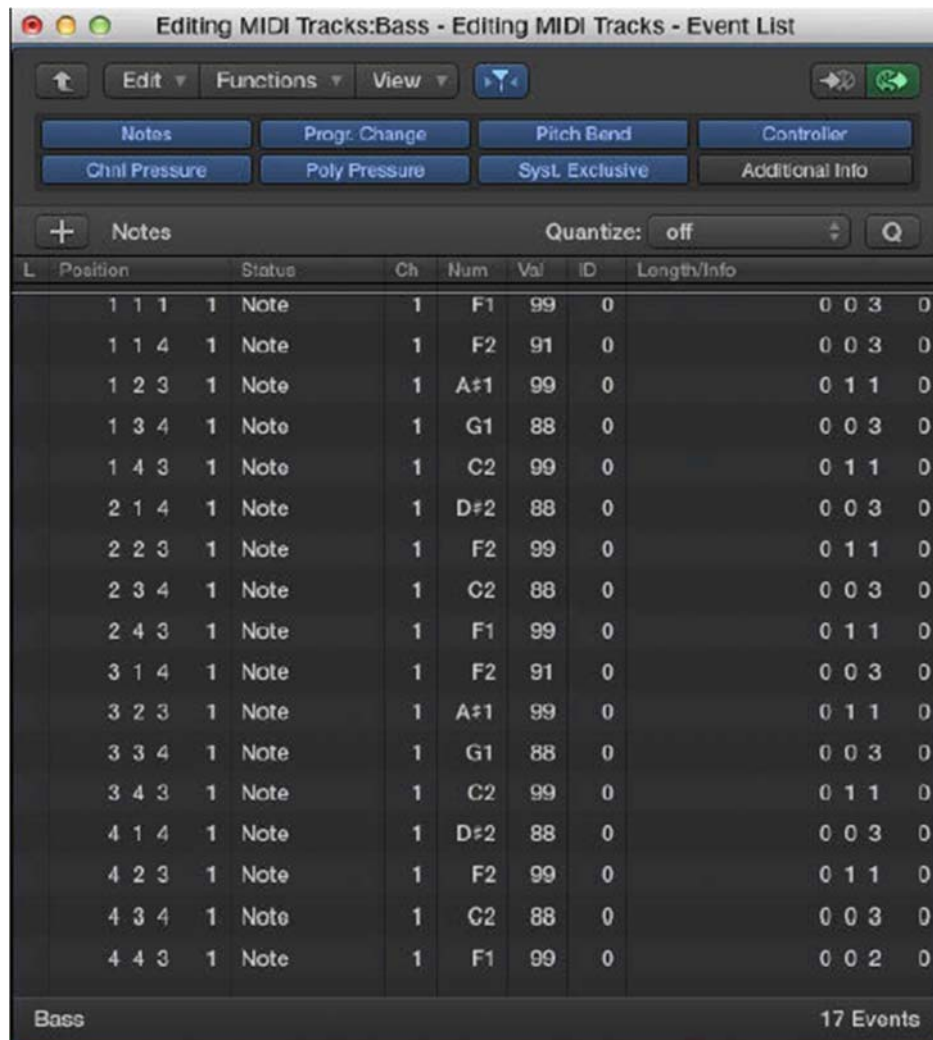 Editing MIDI Tracks:Bass - Editing MIDI Tracks - Event List
Edit Functions View
Notes Progr. Change Pitch Bend Controller
Chnl Pressure Poly Pressure Syst. Exclusive Additional Info
Notes Quantize: off Q
L Position Status Ch Num Val ID Length/Info
1 1 1 1 Note 1 F1 99 0 0 0 3 0
1 1 4 1 Note 1 F2 91 0 0 0 3 0
1 2 3 1 Note 1 A♯1 99 0 0 1 1 0
1 3 4 1 Note 1 G1 88 0 0 0 3 0
1 4 3 1 Note 1 C2 99 0 0 1 1 0
2 1 4 1 Note 1 D♯2 88 0 0 0 3 0
2 2 3 1 Note 1 F2 99 0 0 1 1 0
2 3 4 1 Note 1 C2 88 0 0 0 3 0
2 4 3 1 Note 1 F1 99 0 0 1 1 0
3 1 4 1 Note 1 F2 91 0 0 0 3 0
3 2 3 1 Note 1 A♯1 99 0 0 1 1 0
3 3 4 1 Note 1 G1 88 0 0 0 3 0
3 4 3 1 Note 1 C2 99 0 0 1 1 0
4 1 4 1 Note 1 D♯2 88 0 0 0 3 0
4 2 3 1 Note 1 F2 99 0 0 1 1 0
4 3 4 1 Note 1 C2 88 0 0 0 3 0
4 4 3 1 Note 1 F1 99 0 0 0 2 0
Bass 17 Events